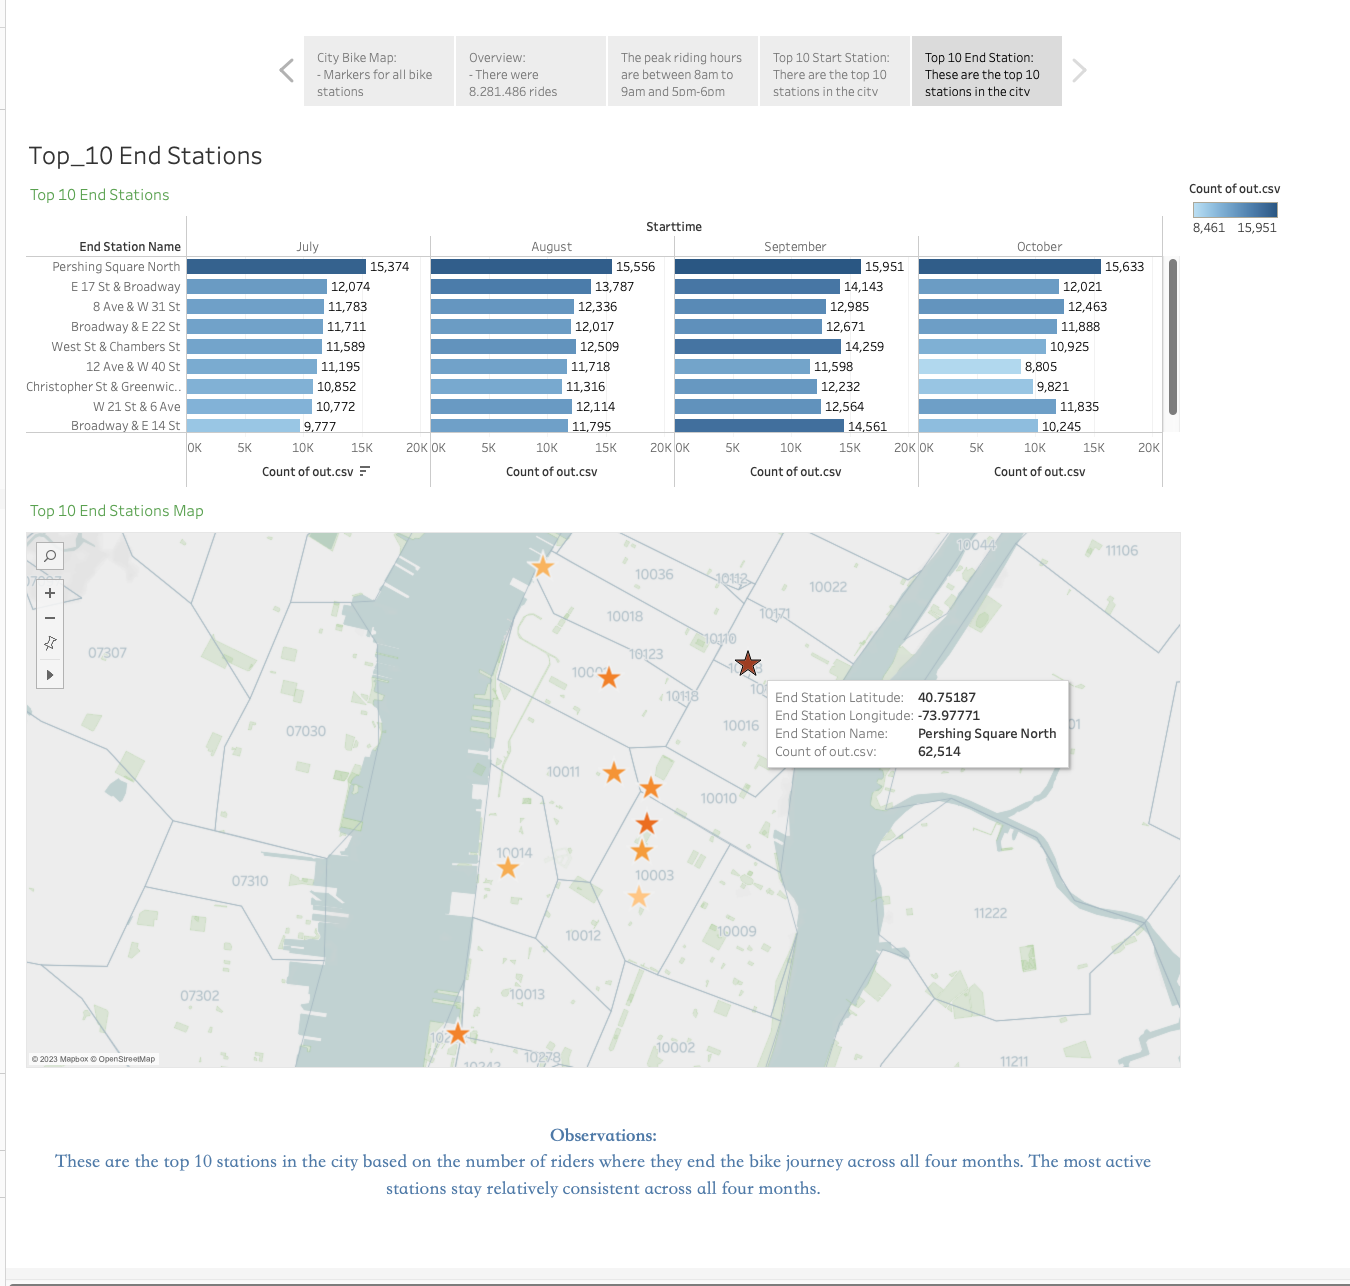 City Bike Map:
- Markers for all bike
stations
Overview:
- There were
8,281,486 rides
The peak riding hours
are between 8am to
9am and 5pm-6pm
Top 10 Start Station:
There are the top 10
stations in the city
Top 10 End Station:
These are the top 10
stations in the city
Top_10 End Stations
Top 10 End Stations
Count of out.csv
8,461 15,951
Starttime
End Station Name July August September October
Pershing Square North 15,374 15,556 15,951 15,633
E 17 St & Broadway 12,074 13,787 14,143 12,021
8 Ave & W 31 St 11,783 12,336 12,985 12,463
Broadway & E 22 St 11,711 12,017 12,671 11,888
West St & Chambers St 11,589 12,509 14,259 10,925
12 Ave & W 40 St 11,195 11,718 11,598 8,805
Christopher St & Greenwic.. 10,852 11,316 12,232 9,821
W 21 St & 6 Ave 10,772 12,114 12,564 11,835
Broadway & E 14 St 9,777 11,795 14,561 10,245
0K 5K 10K 15K 20K 0K 5K 10K 15K 20K 0K 5K 10K 15K 20K 0K 5K 10K 15K 20K
Count of out.csv Count of out.csv Count of out.csv Count of out.csv
Top 10 End Stations Map
10044
11106
10036
10112
10022
10018
10171
10110
07307
10123
10118
10016
07030
10011
10010
10014
07310
10003
11222
10012
10009
07302
10013
10278
10002
11211
End Station Latitude: 40.75187
End Station Longitude: -73.97771
End Station Name: Pershing Square North
Count of out.csv: 62,514
© 2023 Mapbox © OpenStreetMap
Observations:
These are the top 10 stations in the city based on the number of riders where they end the bike journey across all four months. The most active
stations stay relatively consistent across all four months.